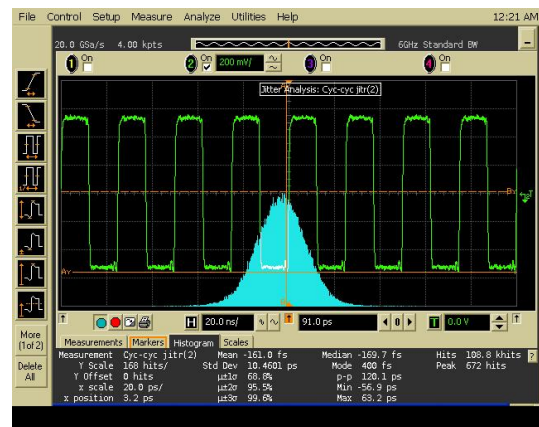 File Control Setup Measure Analyze Utilities Help 12:21 AM
20.0 GSa/s 4.00 kpts 6GHz Standard BW
1 On 2 On 200 mV/ 3 On 4 On
Jitter Analysis: Cyc-cyc jitr(2)
By
Ay
More
(1of 2)
Delete
All
H 20.0 ns/ 91.0 ps 0 T 0.0 V
Measurements Markers Histogram Scales
Measurement Cyc-cyc jitr(2) Mean -161.0 fs Median -169.7 fs Hits 108.8 khits ?
Y Scale 168 hits/ Std Dev 10.4601 ps Mode 400 fs Peak 672 hits
Y Offset 0 hits μ±1σ 68.8% p-p 120.1 ps
x scale 20.0 ps/ μ±2σ 95.5% Min -56.9 ps
x position 3.2 ps μ±3σ 99.6% Max 63.2 ps